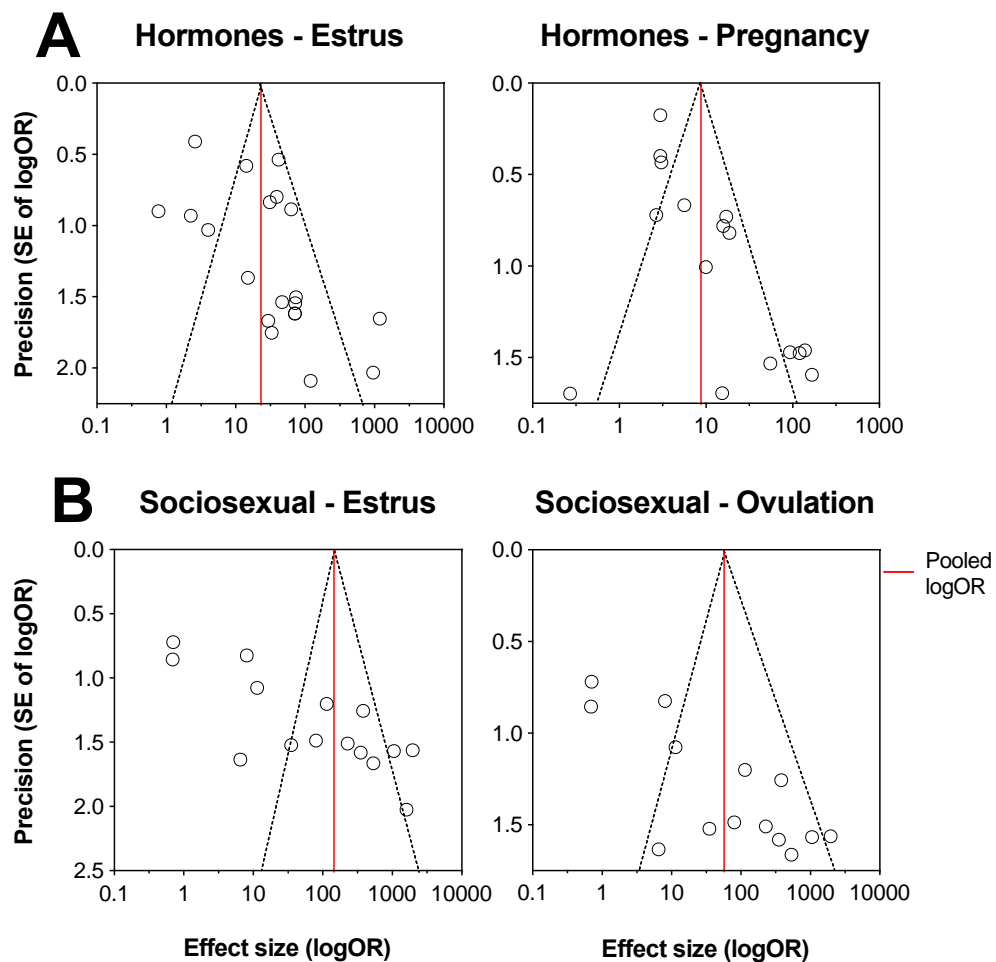 A
Hormones - Estrus
Hormones - Pregnancy
Precision (SE of logOR)
0.0
0.5
1.0
1.5
2.0
0.1 1 10 100 1000 10000
0.0
0.5
1.0
1.5
0.1 1 10 100 1000
B
Sociosexual - Estrus
Sociosexual - Ovulation
Precision (SE of logOR)
0.0
0.5
1.0
1.5
2.0
2.5
0.1 1 10 100 1000 10000
Effect size (logOR)
0.0
0.5
1.0
1.5
0.1 1 10 100 1000 10000
Effect size (logOR)
Pooled
logOR